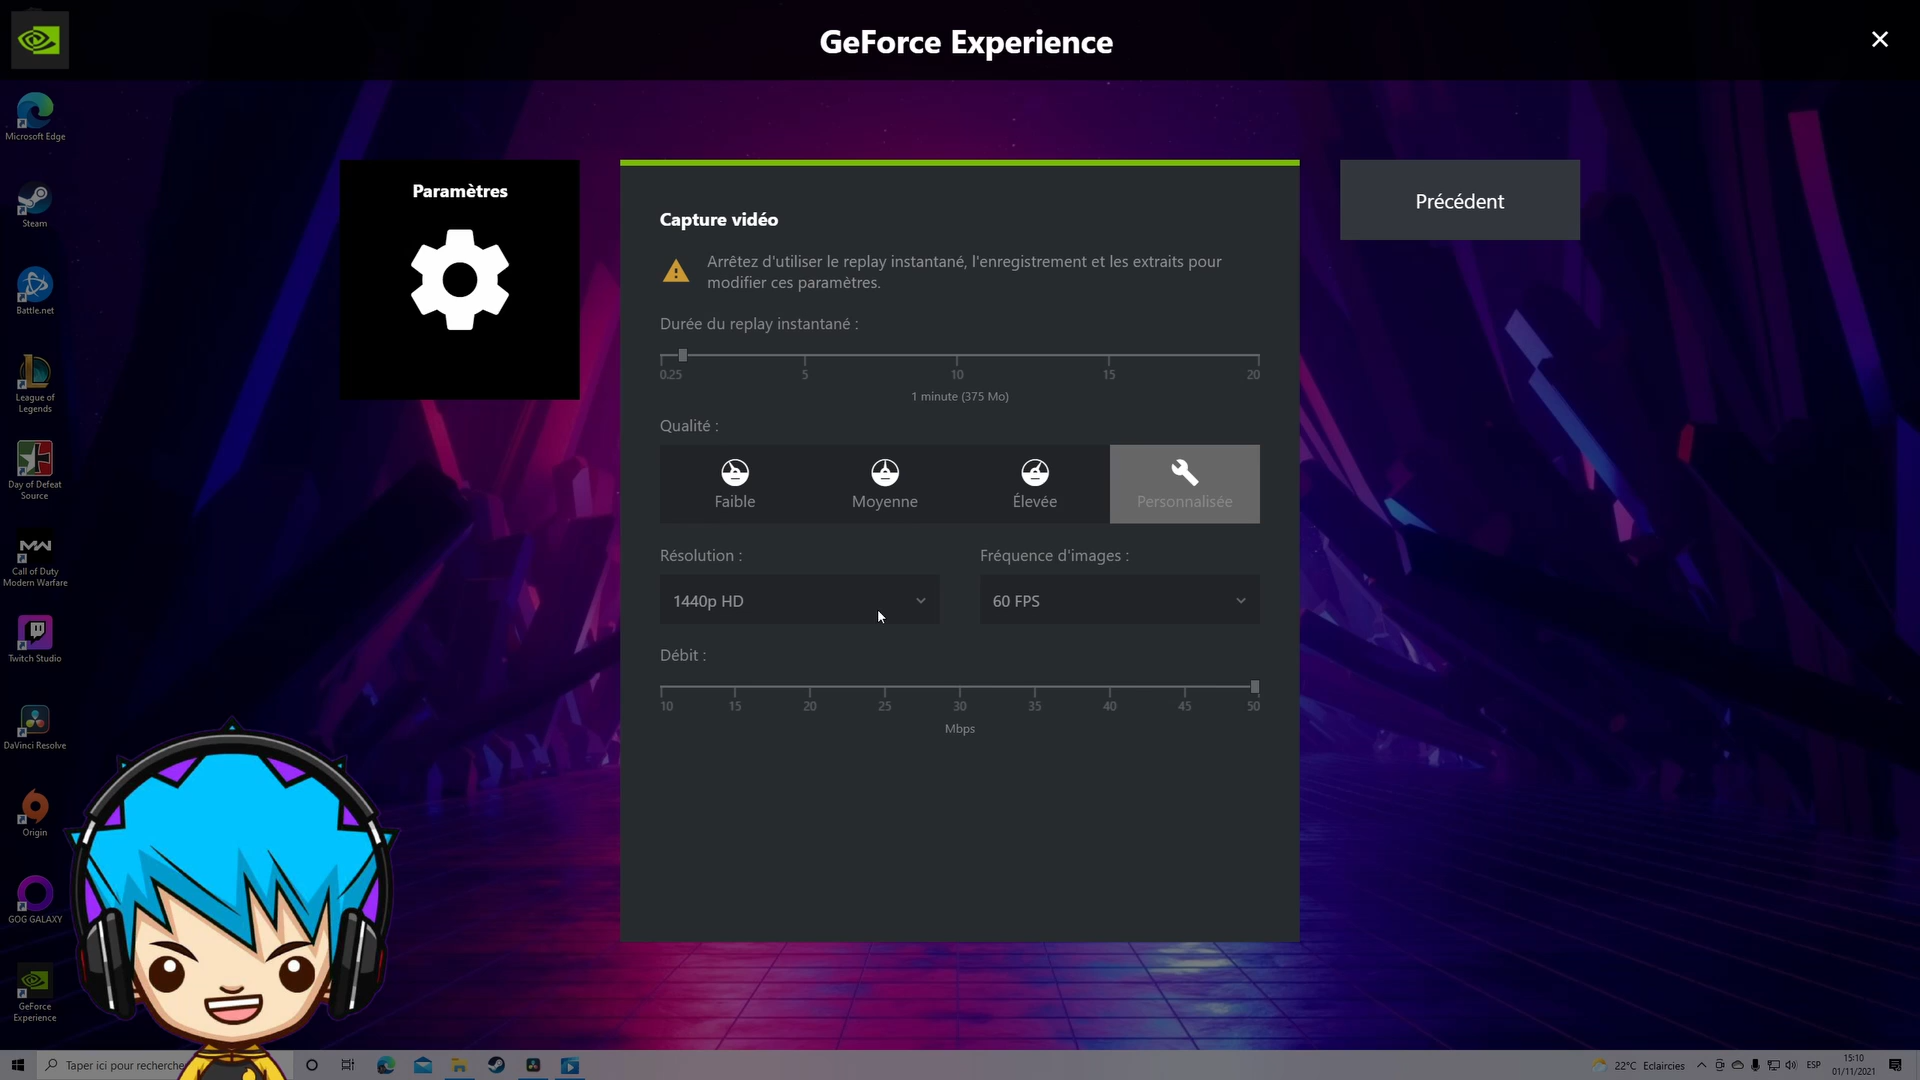 GeForce Experience
Microsoft Edge
Steam
Battle.net
League of
Legends
Day of Defeat
Source
Call of Duty
Modern Warfare
Twitch Studio
DaVinci Resolve
Origin
GOG GALAXY
GeForce
Experience
Paramètres
Capture vidéo
Arrêtez d'utiliser le replay instantané, l'enregistrement et les extraits pour
modifier ces paramètres.
Durée du replay instantané :
0.25 5 10 15 20
1 minute (375 Mo)
Qualité :
Faible Moyenne Élevée Personnalisée
Résolution : Fréquence d'images :
1440p HD 60 FPS
Débit :
10 15 20 25 30 35 40 45 50
Mbps
Précédent
Taper ici pour recherche
22°C Eclaircies
ESP
15:10
01/11/2021